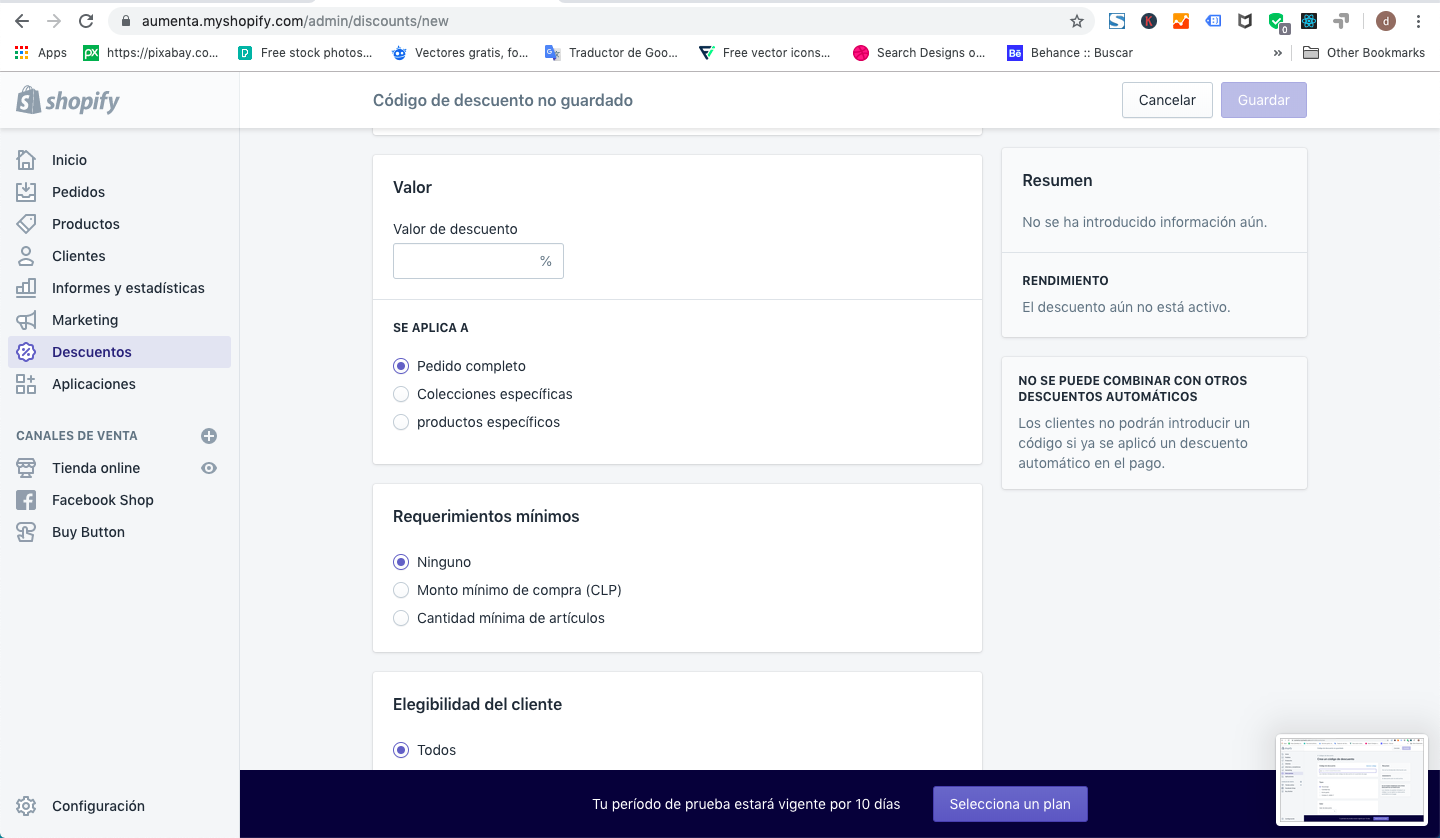 aumenta.myshopify.com/admin/discounts/new
d
0
Apps
px https://pixabay.co...
Free stock photos...
Vectores gratis, fo...
Traductor de Goo...
Free vector icons...
Search Designs o...
Bē Behance :: Buscar
»
Other Bookmarks
shopify
Código de descuento no guardado
Cancelar
Guardar
Inicio
Pedidos
Productos
Clientes
Informes y estadísticas
Marketing
Descuentos
Aplicaciones
CANALES DE VENTA
Tienda online
Facebook Shop
Buy Button
Configuración
Valor
Valor de descuento
%
SE APLICA A
Pedido completo
Colecciones específicas
productos específicos
Requerimientos mínimos
Ninguno
Monto mínimo de compra (CLP)
Cantidad mínima de artículos
Elegibilidad del cliente
Todos
Resumen
No se ha introducido información aún.
RENDIMIENTO
El descuento aún no está activo.
NO SE PUEDE COMBINAR CON OTROS
DESCUENTOS AUTOMÁTICOS
Los clientes no podrán introducir un
código si ya se aplicó un descuento
automático en el pago.
Tu período de prueba estará vigente por 10 días
Selecciona un plan